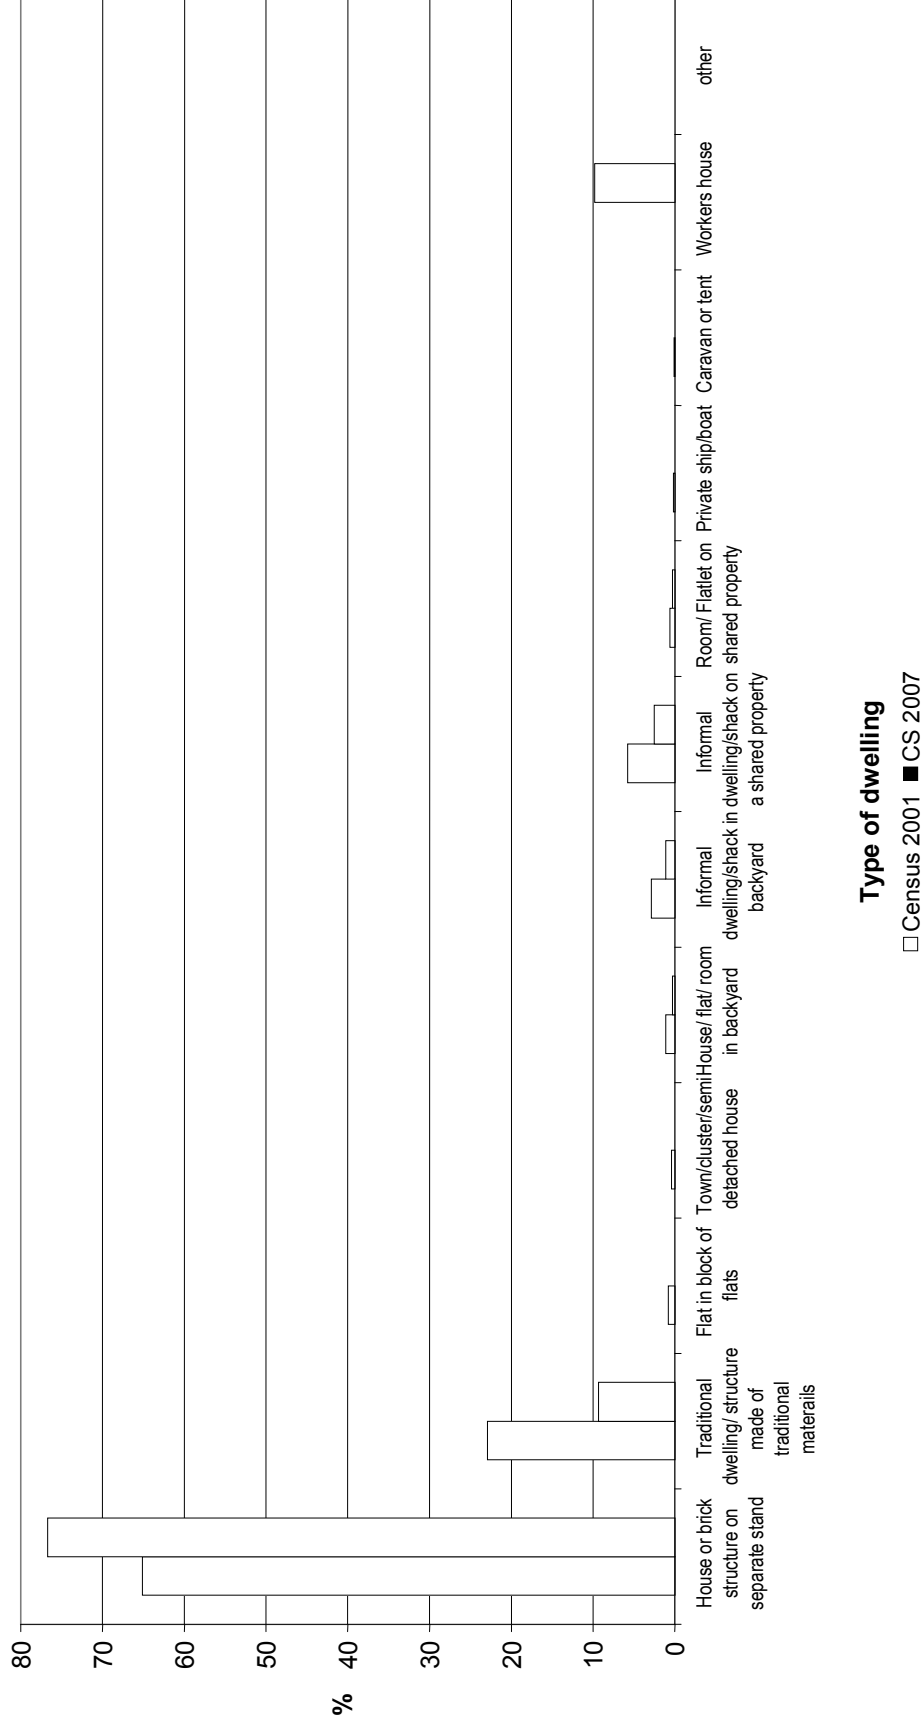 80
70
60
50
40
30
20
10
0
%
House or brick
structure on
separate stand
Traditional
dwelling/ structure
made of
traditional
materails
Flat in block of
flats
Town/cluster/semi
detached house
House/ flat/ room
in backyard
Informal
dwelling/shack in
backyard
Informal
dwelling/shack on
a shared property
Room/ Flatlet on
shared property
Private ship/boat
Caravan or tent
Workers house
other
Type of dwelling
Census 2001 CS 2007